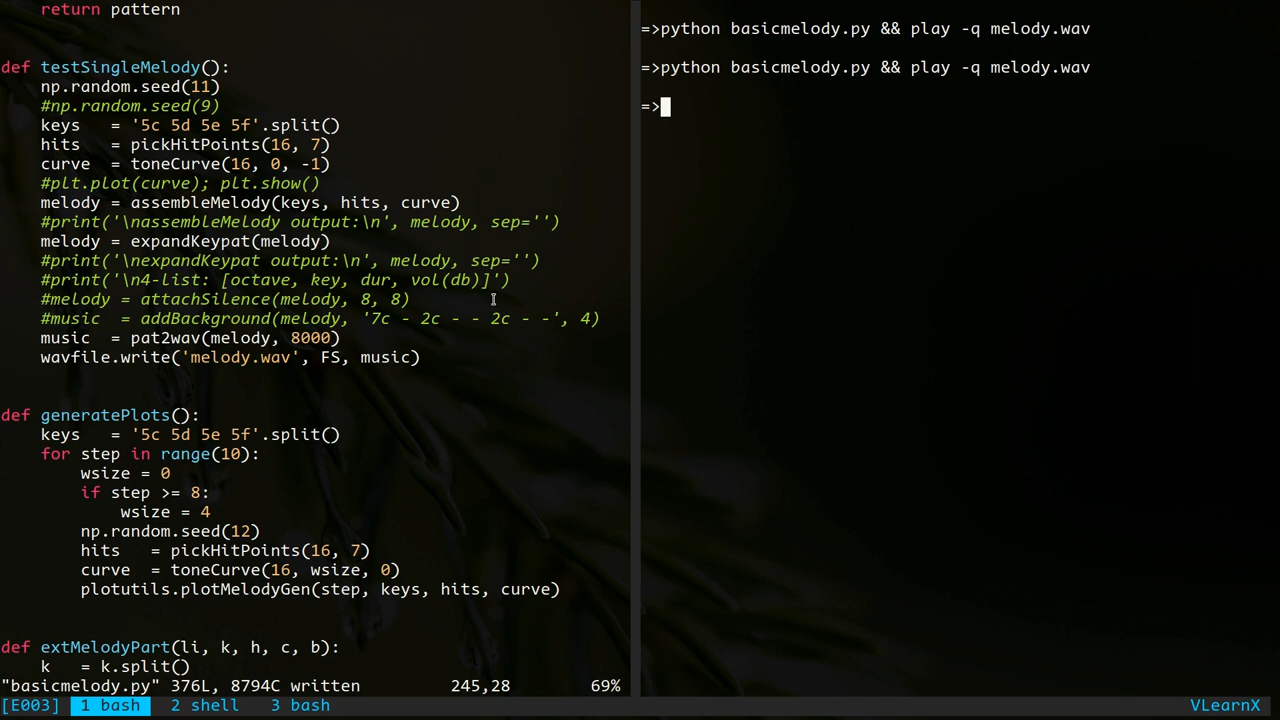 return pattern
def testSingleMelody():
    np.random.seed(11)
    #np.random.seed(9)
    keys   = '5c 5d 5e 5f'.split()
    hits   = pickHitPoints(16, 7)
    curve  = toneCurve(16, 0, -1)
    #plt.plot(curve); plt.show()
    melody = assembleMelody(keys, hits, curve)
    #print('\nassembleMelody output:\n', melody, sep='')
    melody = expandKeypat(melody)
    #print('\nexpandKeypat output:\n', melody, sep='')
    #print('\n4-list: [octave, key, dur, vol(db)]')
    #melody = attachSilence(melody, 8, 8)
    #music  = addBackground(melody, '7c - 2c - - 2c - -', 4)
    music  = pat2wav(melody, 8000)
    wavfile.write('melody.wav', FS, music)
def generatePlots():
    keys   = '5c 5d 5e 5f'.split()
    for step in range(10):
        wsize = 0
        if step >= 8:
            wsize = 4
        np.random.seed(12)
        hits   = pickHitPoints(16, 7)
        curve  = toneCurve(16, wsize, 0)
        plotutils.plotMelodyGen(step, keys, hits, curve)
def extMelodyPart(li, k, h, c, b):
    k   = k.split()
"basicmelody.py" 376L, 8794C written 245,28 69%
=>python basicmelody.py && play -q melody.wav
=>python basicmelody.py && play -q melody.wav
=>
[E003] 1 bash 2 shell 3 bash VLearnX